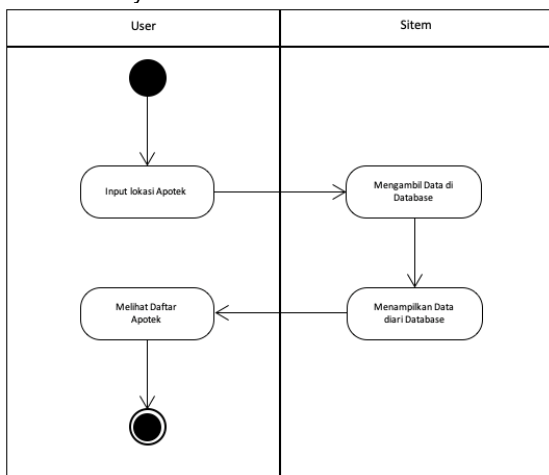 User
Sitem
Input lokasi Apotek
Mengambil Data di
Database
Melihat Daftar
Apotek
Menampilkan Data
diari Database